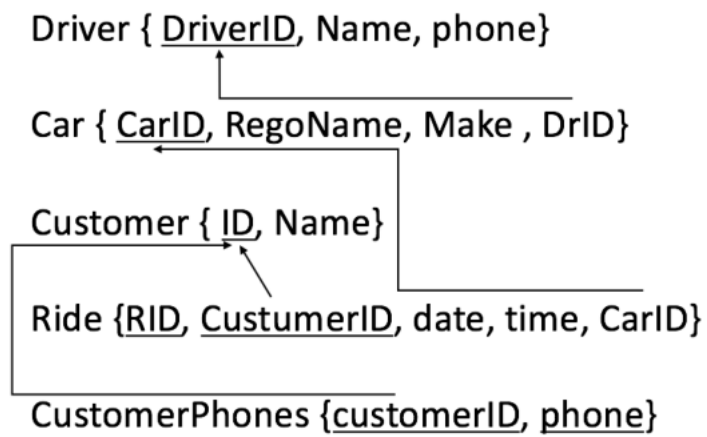 Driver { DriverID, Name, phone}
Car { CarID, RegoName, Make , DrID}
Customer { ID, Name}
Ride {RID, CustumerID, date, time, CarID}
CustomerPhones {customerID, phone}